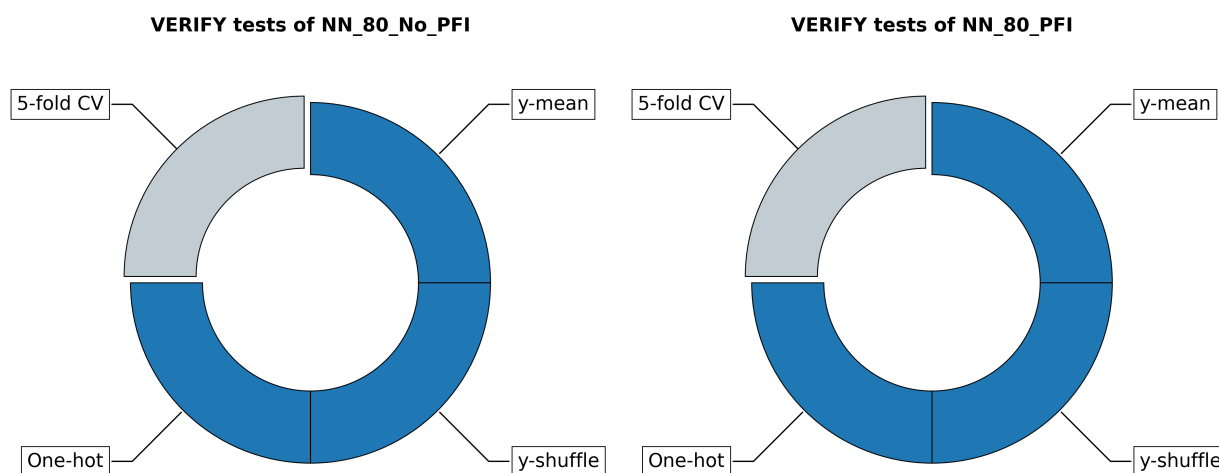 VERIFY tests of NN_80_No_PFI
5-fold CV
y-mean
One-hot
y-shuffle
VERIFY tests of NN_80_PFI
5-fold CV
y-mean
One-hot
y-shuffle